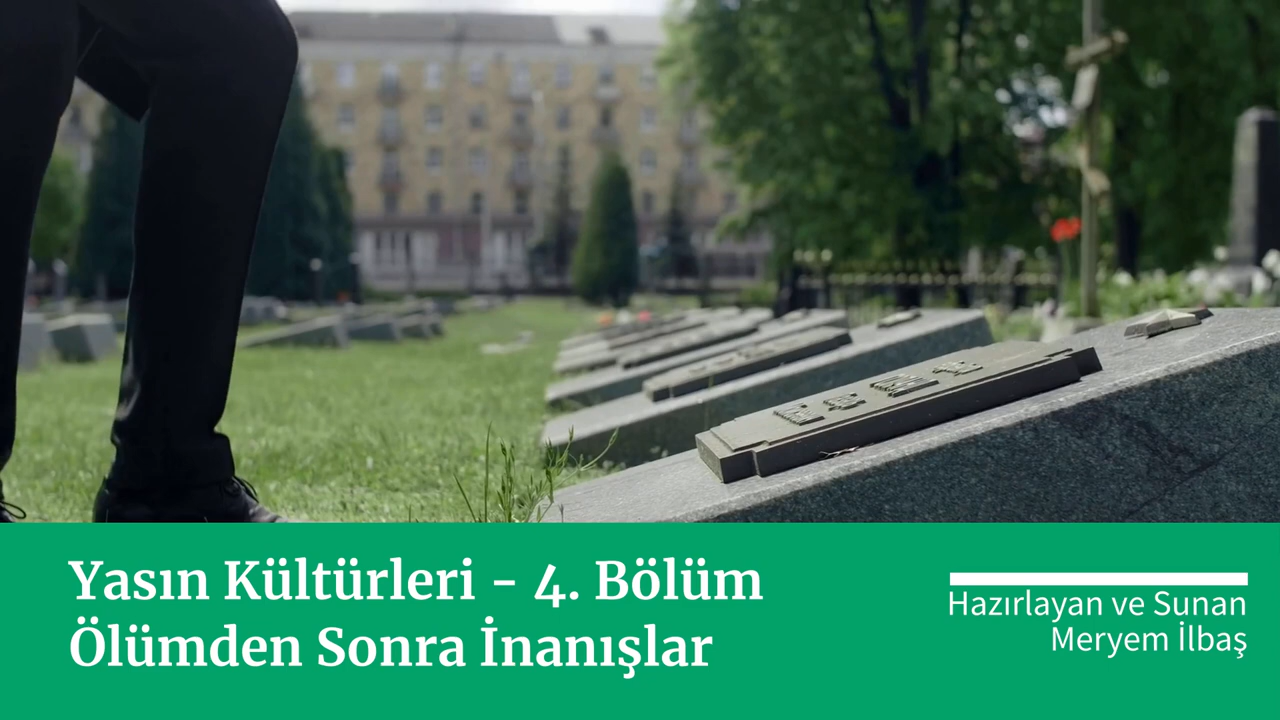 Yasın Kültürleri - 4. Bölüm
Ölümden Sonra İnanışlar
Hazırlayan ve Sunan
Meryem İlbaş